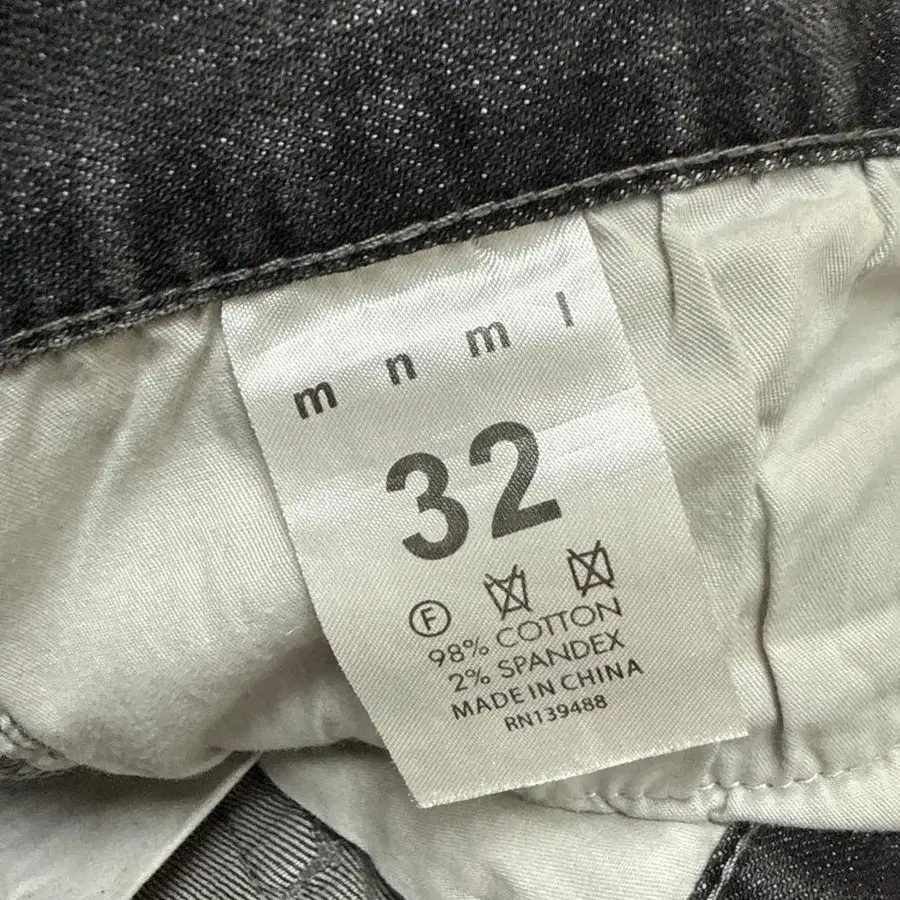 m n m l
32
F
98% COTTON
2% SPANDEX
MADE IN CHINA
RN139488